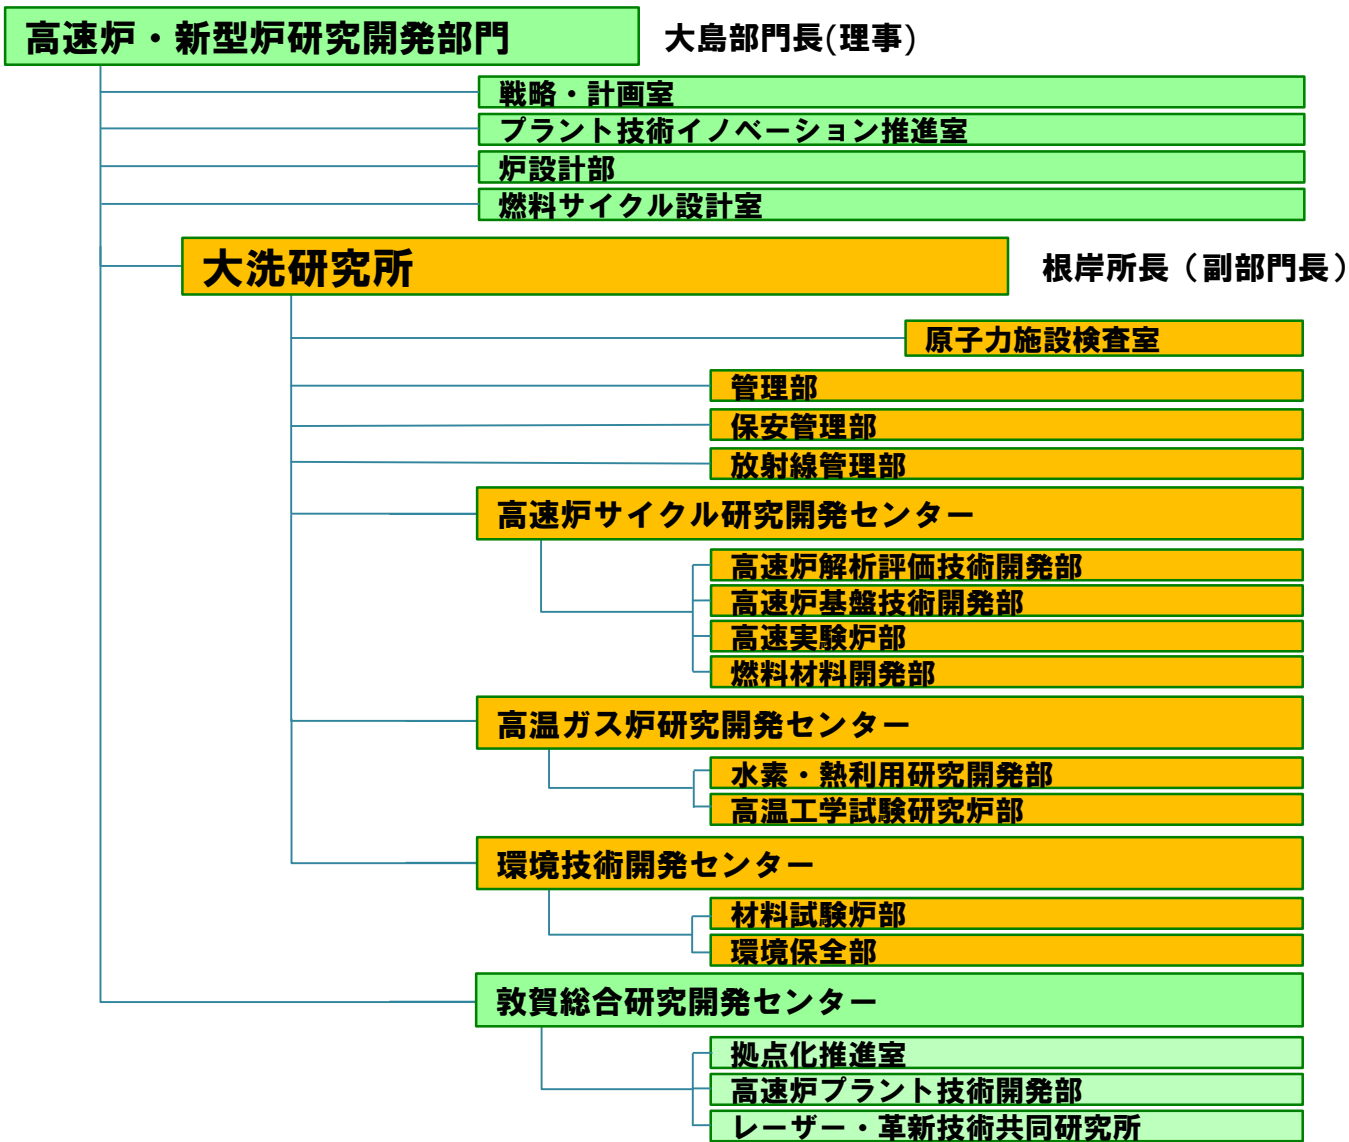 高速炉・新型炉研究開発部門
大島部門長(理事)
戦略・計画室
プラント技術イノベーション推進室
炉設計部
燃料サイクル設計室
大洗研究所
根岸所長（副部門長）
原子力施設検査室
管理部
保安管理部
放射線管理部
高速炉サイクル研究開発センター
高速炉解析評価技術開発部
高速炉基盤技術開発部
高速実験炉部
燃料材料開発部
高温ガス炉研究開発センター
水素・熱利用研究開発部
高温工学試験研究炉部
環境技術開発センター
材料試験炉部
環境保全部
敦賀総合研究開発センター
拠点化推進室
高速炉プラント技術開発部
レーザー・革新技術共同研究所